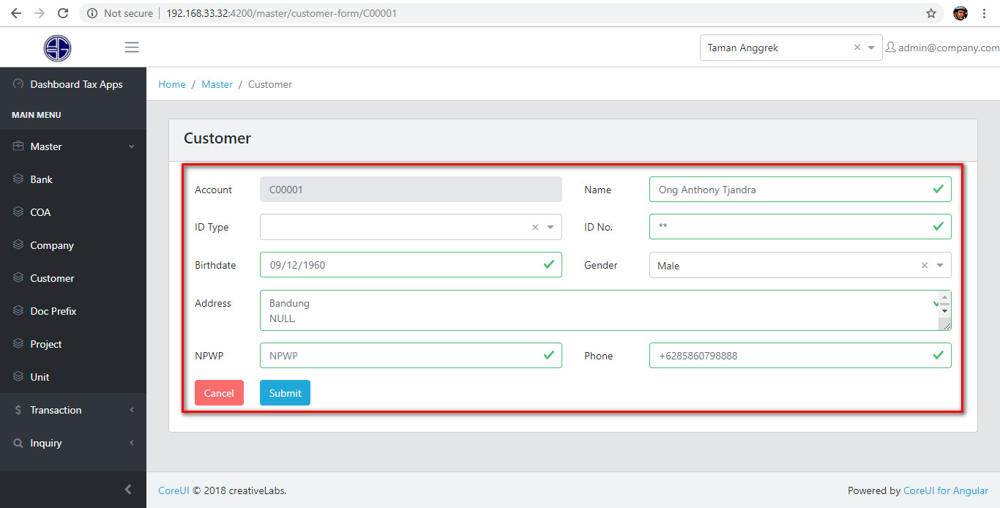 Not secure | 192.168.33.32:4200/master/customer-form/C00001
Taman Anggrek × admin@company.com
Dashboard Tax Apps
Home / Master / Customer
MAIN MENU
Master
Bank
COA
Company
Customer
Doc Prefix
Project
Unit
Transaction
Inquiry
Customer
Account C00001 Name Ong Anthony Tjandra
ID Type × ID No. **
Birthdate 09/12/1960 Gender Male ×
Address Bandung
NULL,
NPWP NPWP Phone +6285860798888
Cancel Submit
CoreUI © 2018 creativeLabs. Powered by CoreUI for Angular